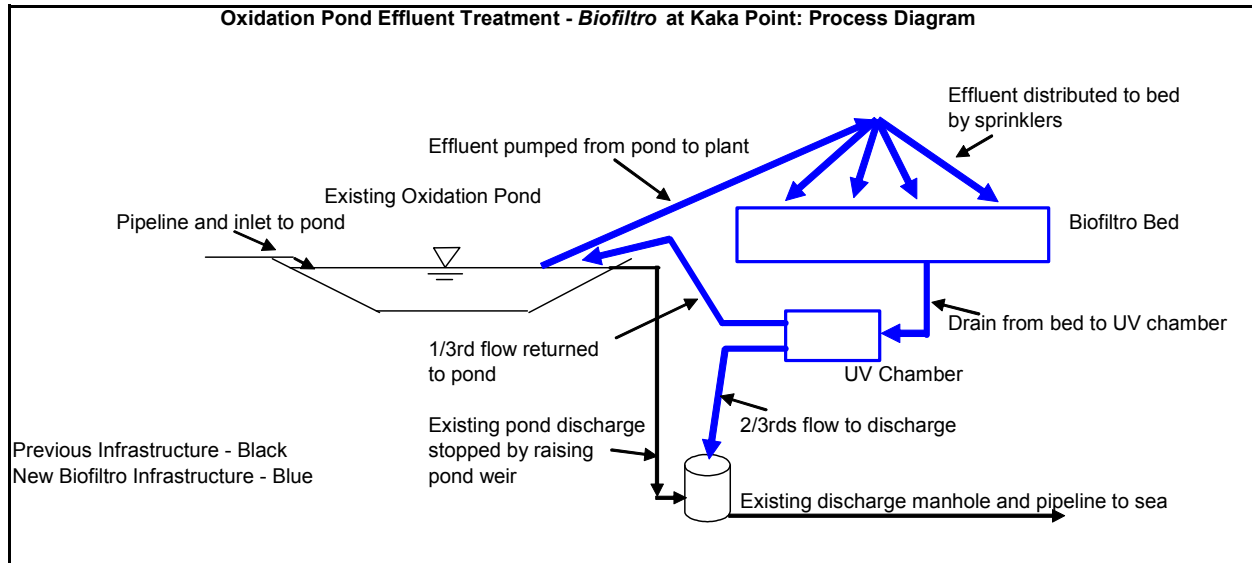 Oxidation Pond Effluent Treatment - Biofiltro at Kaka Point: Process Diagram
Effluent distributed to bed
by sprinklers
Effluent pumped from pond to plant
Existing Oxidation Pond
Pipeline and inlet to pond
Biofiltro Bed
Drain from bed to UV chamber
1/3rd flow returned
to pond
UV Chamber
2/3rds flow to discharge
Existing pond discharge
stopped by raising
pond weir
Previous Infrastructure - Black
New Biofiltro Infrastructure - Blue
Existing discharge manhole and pipeline to sea